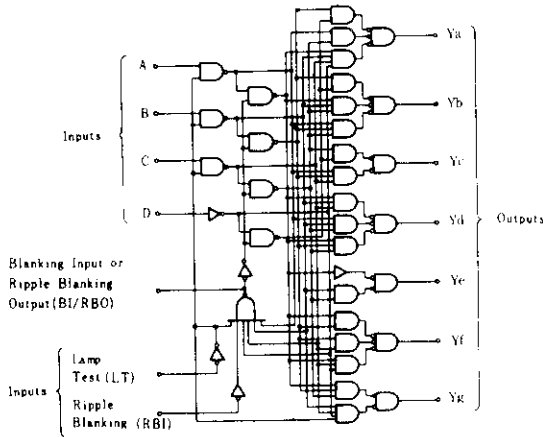 A
Ya
B
Yb
Inputs
C
Yc
D
Yd
Outputs
Blanking Input or
Ripple Blanking
Output(BI/RBO)
Ye
Lamp
Test (LT)
Yf
Inputs
Ripple
Blanking (RBI)
Yg